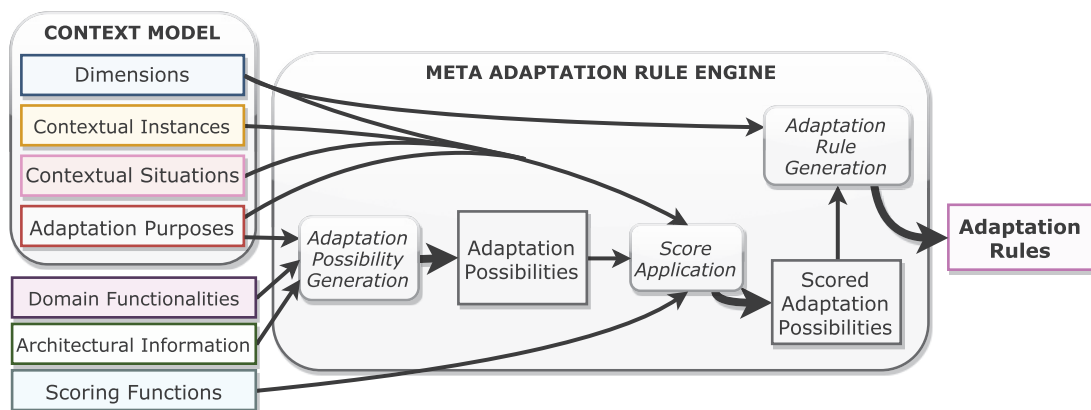 CONTEXT MODEL
Dimensions
Contextual Instances
Contextual Situations
Adaptation Purposes
Domain Functionalities
Architectural Information
Scoring Functions
META ADAPTATION RULE ENGINE
Adaptation
Possibility
Generation
Adaptation
Possibilities
Score
Application
Scored
Adaptation
Possibilities
Adaptation
Rule
Generation
Adaptation
Rules